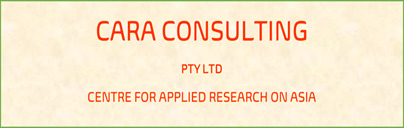 CARA CONSULTING
PTY LTD
CENTRE FOR APPLIED RESEARCH ON ASIA